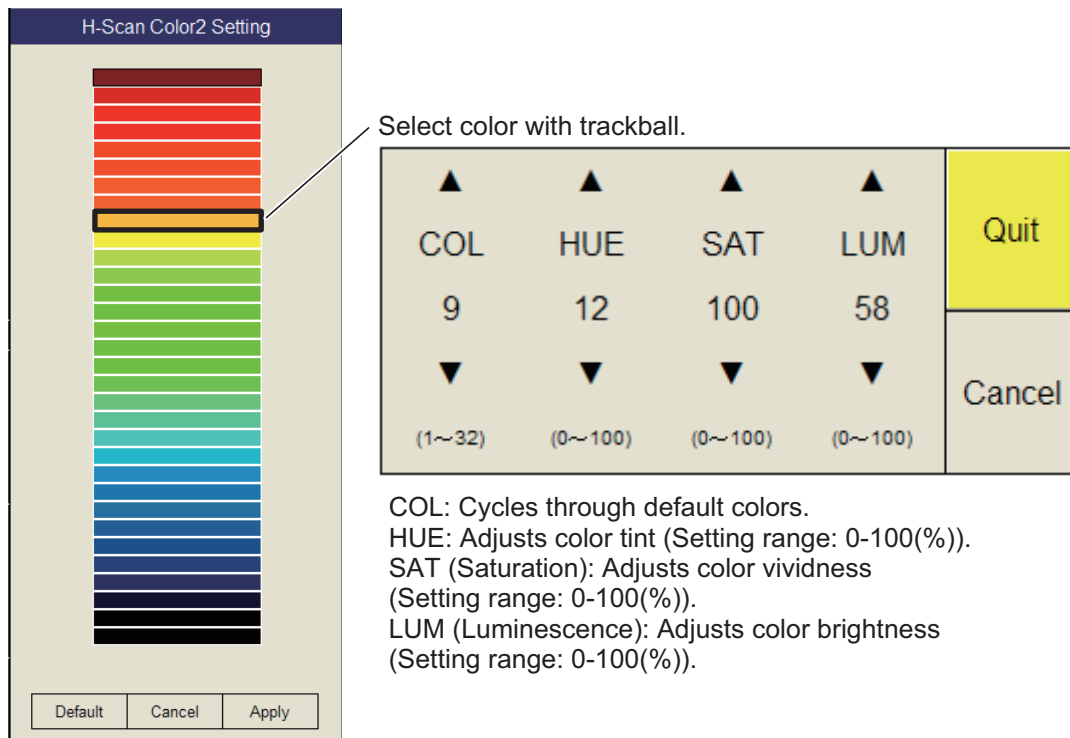 H-Scan Color2 Setting
Select color with trackball.
▲ ▲ ▲ ▲
COL HUE SAT LUM
9 12 100 58
▼ ▼ ▼ ▼
(1~32) (0~100) (0~100) (0~100)
Quit
Cancel
COL: Cycles through default colors.
HUE: Adjusts color tint (Setting range: 0-100(%)).
SAT (Saturation): Adjusts color vividness
(Setting range: 0-100(%)).
LUM (Luminescence): Adjusts color brightness
(Setting range: 0-100(%)).
Default Cancel Apply